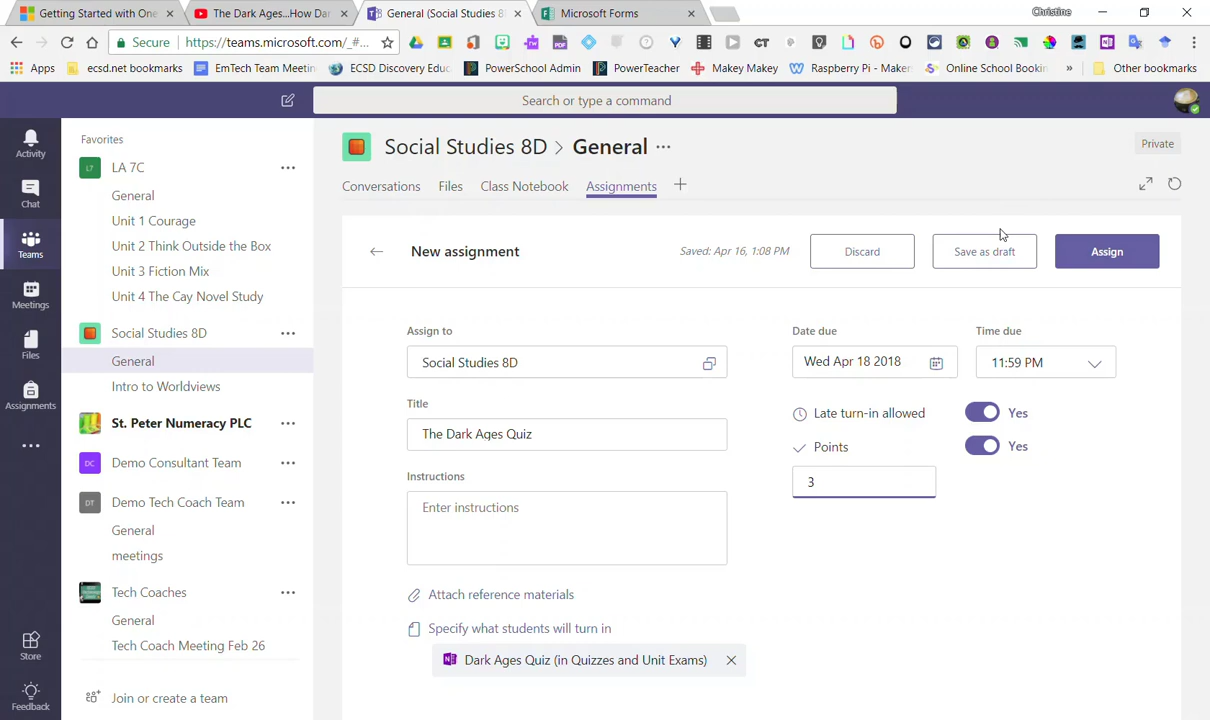 Getting Started with One
The Dark Ages...How Dar
General (Social Studies 8
Microsoft Forms
Christine
Secure
https://teams.microsoft.com/_#...
Apps
ecsd.net bookmarks
EmTech Team Meetin
ECSD Discovery Educ
PowerSchool Admin
PowerTeacher
Makey Makey
Raspberry Pi - Maker
Online School Bookin
»
Other bookmarks
Search or type a command
Activity
Chat
Teams
Meetings
Files
Assignments
Store
Feedback
Favorites
L7
LA 7C
General
Unit 1 Courage
Unit 2 Think Outside the Box
Unit 3 Fiction Mix
Unit 4 The Cay Novel Study
Social Studies 8D
General
Intro to Worldviews
St. Peter Numeracy PLC
DC
Demo Consultant Team
DT
Demo Tech Coach Team
General
meetings
Tech Coaches
General
Tech Coach Meeting Feb 26
Join or create a team
Social Studies 8D > General ...
Private
Conversations
Files
Class Notebook
Assignments
New assignment
Saved: Apr 16, 1:08 PM
Discard
Save as draft
Assign
Assign to
Social Studies 8D
Title
The Dark Ages Quiz
Instructions
Enter instructions
Attach reference materials
Specify what students will turn in
Dark Ages Quiz (in Quizzes and Unit Exams)
Date due
Time due
Wed Apr 18 2018
11:59 PM
Late turn-in allowed
Yes
Points
Yes
3